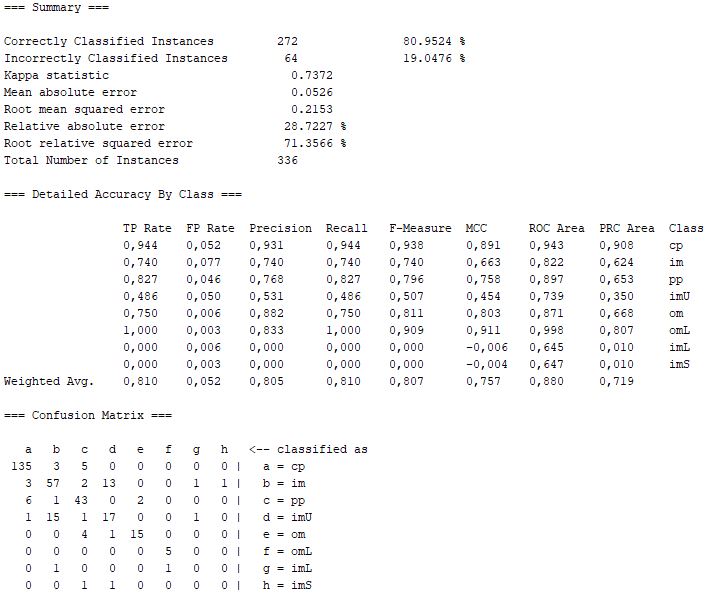 === Summary ===
Correctly Classified Instances 272 80.9524 %
Incorrectly Classified Instances 64 19.0476 %
Kappa statistic 0.7372
Mean absolute error 0.0526
Root mean squared error 0.2153
Relative absolute error 28.7227 %
Root relative squared error 71.3566 %
Total Number of Instances 336
=== Detailed Accuracy By Class ===
TP Rate FP Rate Precision Recall F-Measure MCC ROC Area PRC Area Class
0,944 0,052 0,931 0,944 0,938 0,891 0,943 0,908 cp
0,740 0,077 0,740 0,740 0,740 0,663 0,822 0,624 im
0,827 0,046 0,768 0,827 0,796 0,758 0,897 0,653 pp
0,486 0,050 0,531 0,486 0,507 0,454 0,739 0,350 imU
0,750 0,006 0,882 0,750 0,811 0,803 0,871 0,668 om
1,000 0,003 0,833 1,000 0,909 0,911 0,998 0,807 omL
0,000 0,006 0,000 0,000 0,000 -0,006 0,645 0,010 imL
0,000 0,003 0,000 0,000 0,000 -0,004 0,647 0,010 imS
Weighted Avg. 0,810 0,052 0,805 0,810 0,807 0,757 0,880 0,719
=== Confusion Matrix ===
a b c d e f g h <-- classified as
135 3 5 0 0 0 0 0 | a = cp
3 57 2 13 0 0 1 1 | b = im
6 1 43 0 2 0 0 0 | c = pp
1 15 1 17 0 0 1 0 | d = imU
0 0 4 1 15 0 0 0 | e = om
0 0 0 0 0 5 0 0 | f = omL
0 1 0 0 0 1 0 0 | g = imL
0 0 1 1 0 0 0 0 | h = imS